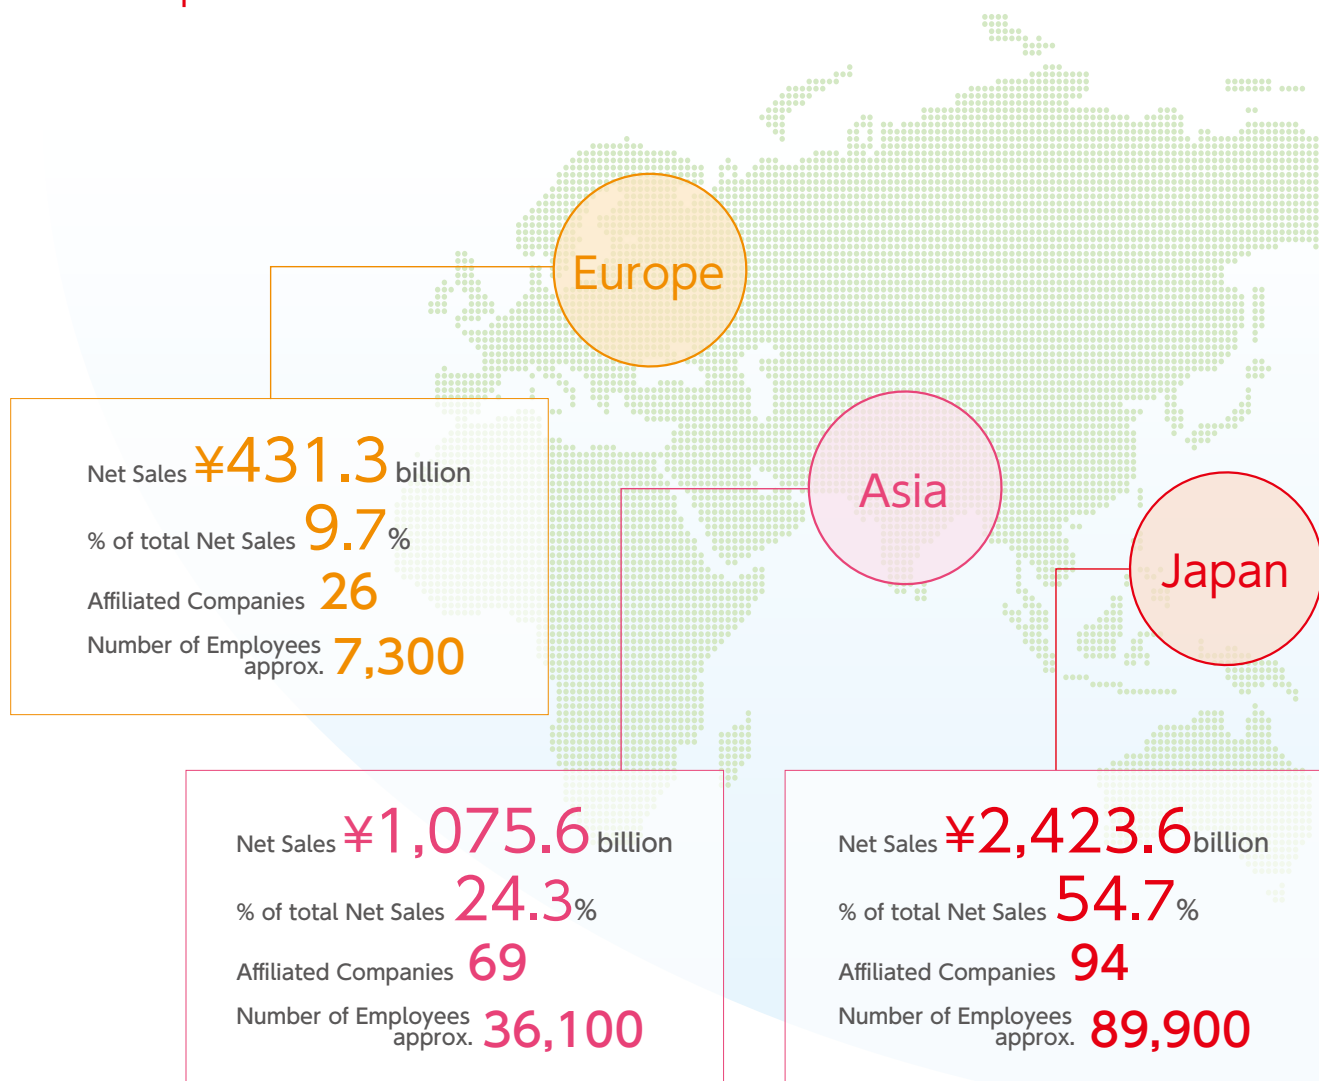 Europe
Net Sales ¥431.3 billion
% of total Net Sales 9.7%
Affiliated Companies 26
Number of Employees
approx. 7,300
Asia
Net Sales ¥1,075.6 billion
% of total Net Sales 24.3%
Affiliated Companies 69
Number of Employees
approx. 36,100
Japan
Net Sales ¥2,423.6 billion
% of total Net Sales 54.7%
Affiliated Companies 94
Number of Employees
approx. 89,900